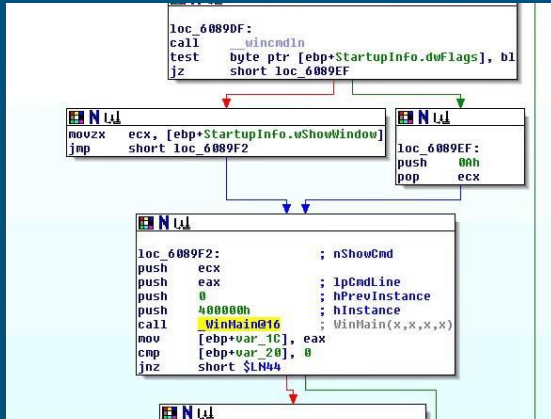 loc_6089DF:
call __wincmdln
test byte ptr [ebp+StartupInfo.dwFlags], bl
jz short loc_6089EF
movzx ecx, [ebp+StartupInfo.wShowWindow]
jmp short loc_6089F2
loc_6089EF:
push 0Ah
pop ecx
loc_6089F2: ; nShowCmd
push ecx
push eax ; lpCmdLine
push 0 ; hPrevInstance
push 400000h ; hInstance
call _WinMain@16 ; WinMain(x,x,x,x)
mov [ebp+var_1C], eax
cmp [ebp+var_20], 0
jnz short $LN44